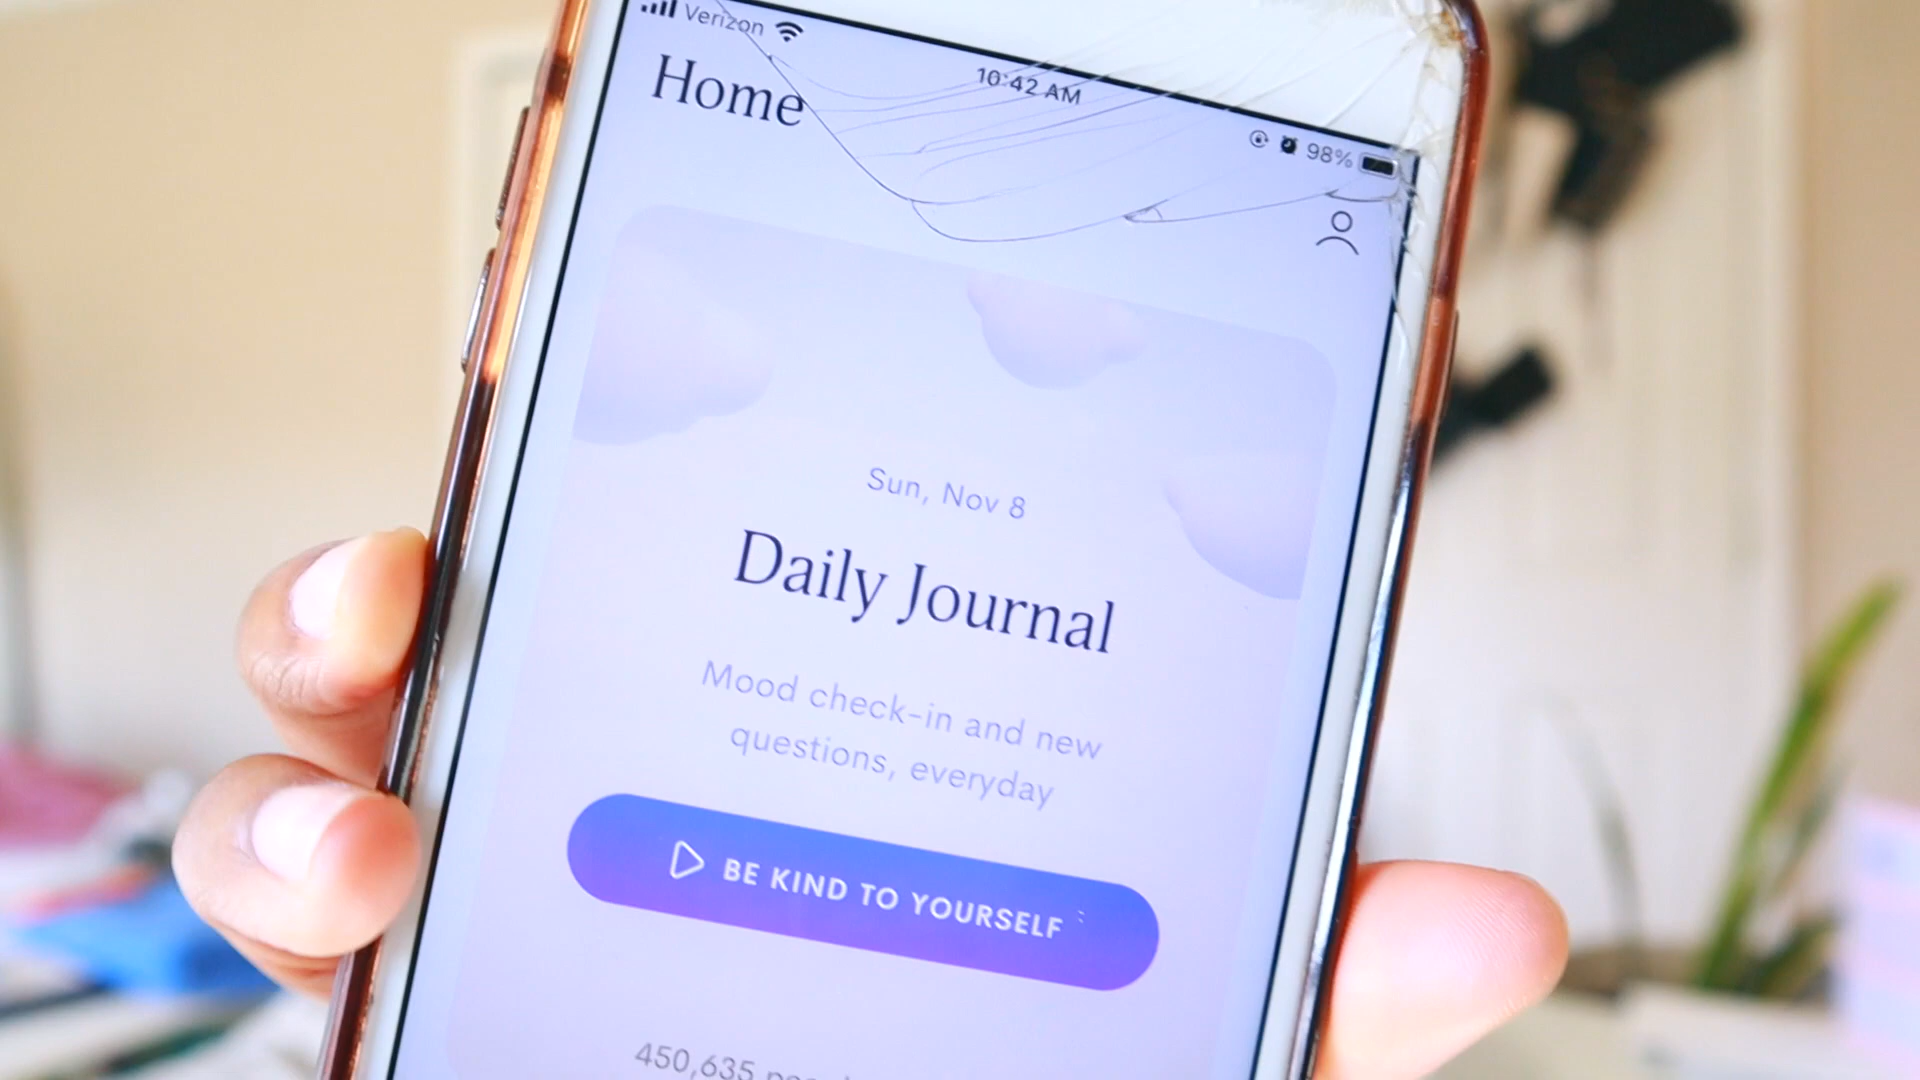 Verizon
10:42 AM
98%
Home
Sun, Nov 8
Daily Journal
Mood check-in and new
questions, everyday
BE KIND TO YOURSELF
450,635